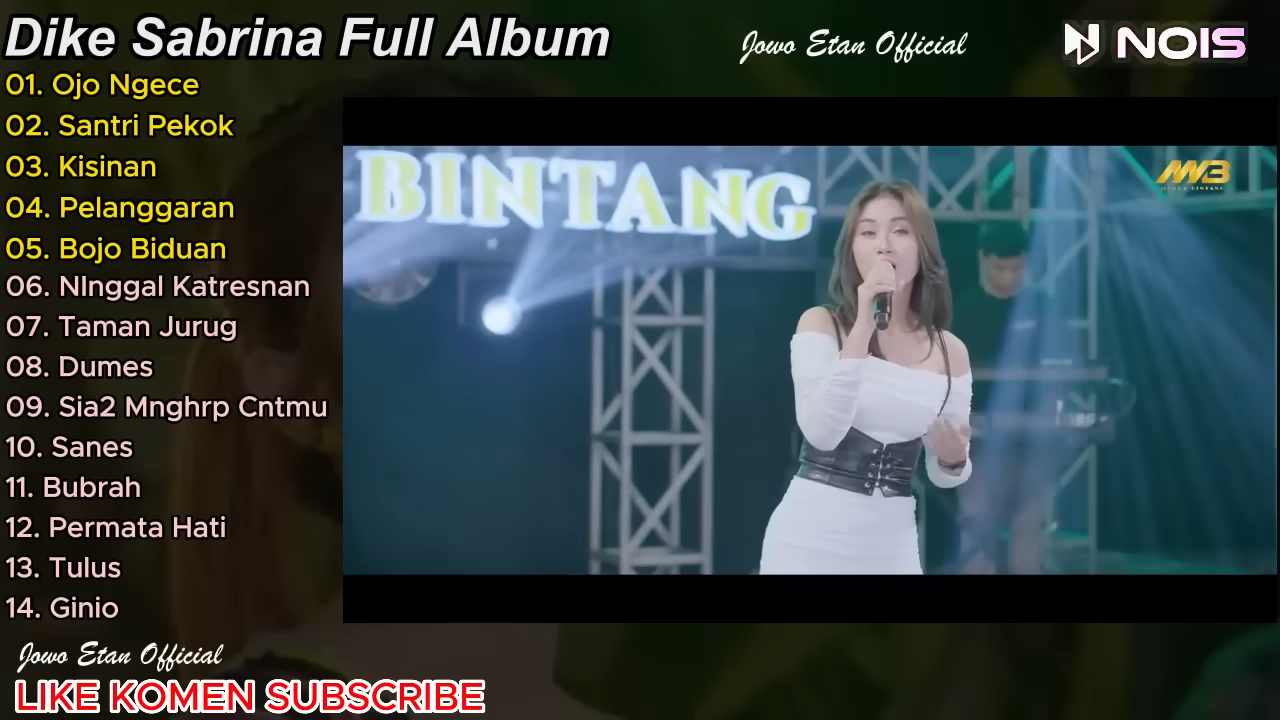 Dike Sabrina Full Album
Jowo Etan Official
NOIS
01. Ojo Ngece
02. Santri Pekok
03. Kisinan
04. Pelanggaran
05. Bojo Biduan
06. NInggal Katresnan
07. Taman Jurug
08. Dumes
09. Sia2 Mnghrp Cntmu
10. Sanes
11. Bubrah
12. Permata Hati
13. Tulus
14. Ginio
BINTANG
Jowo Etan Official
LIKE KOMEN SUBSCRIBE